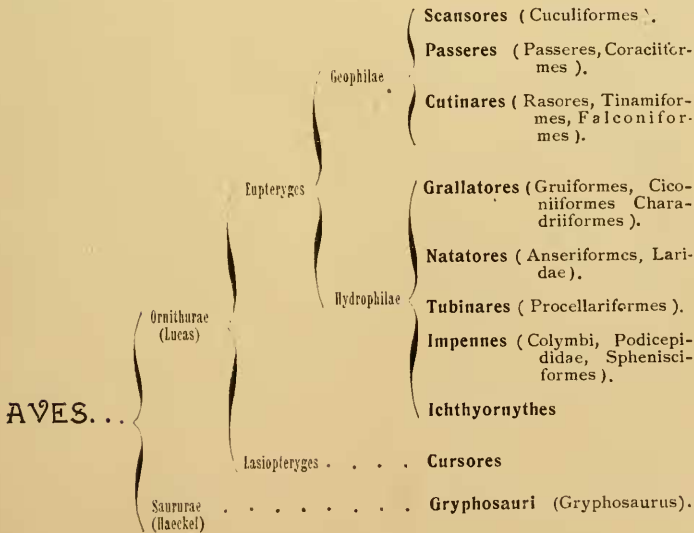 Scansores (Cuculiformes).
Passeres (Passeres, Coraciifor-
mes).
Geophilae
Cutinares (Rasores, Tinamifor-
mes, Falconifor-
mes).
Eupteryges
Grallatores (Gruiformes, Cico-
niiformes Chara-
driiformes).
Natatores (Anseriformes, Lari-
dae).
Hydrophilae
Tubinares (Procellariformes).
Ornithurae
(Lucas)
Impennes (Colymbi, Podicepi-
didae, Sphenisci-
formes).
AVES...
Ichthyornythes
Lasiopteryges . . . . Cursores
Saururae
(Haeckel) . . . . . . . . Gryphosauri (Gryphosaurus).